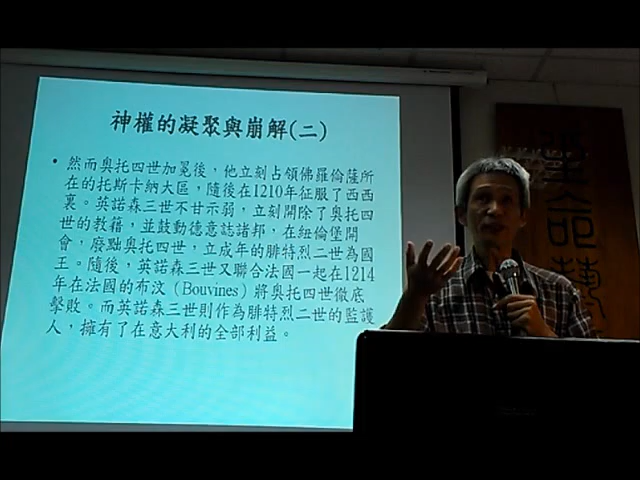 神權的凝聚與崩解(二)
• 然而奧托四世加冕後，他立刻占領佛羅倫薩所
在的托斯卡納大區，隨後在1210年征服了西西
裏。英諾森三世不甘示弱，立刻開除了奧托四
世的教籍，並鼓動德意誌諸邦，在紐倫堡開
會，廢黜奧托四世，立成年的腓特烈二世為國
王。隨後，英諾森三世又聯合法國一起在1214
年在法國的布汶（Bouvines）將奧托四世徹底
擊敗。而英諾森三世則作為腓特烈二世的監護
人，擁有了在意大利的全部利益。
命
藝